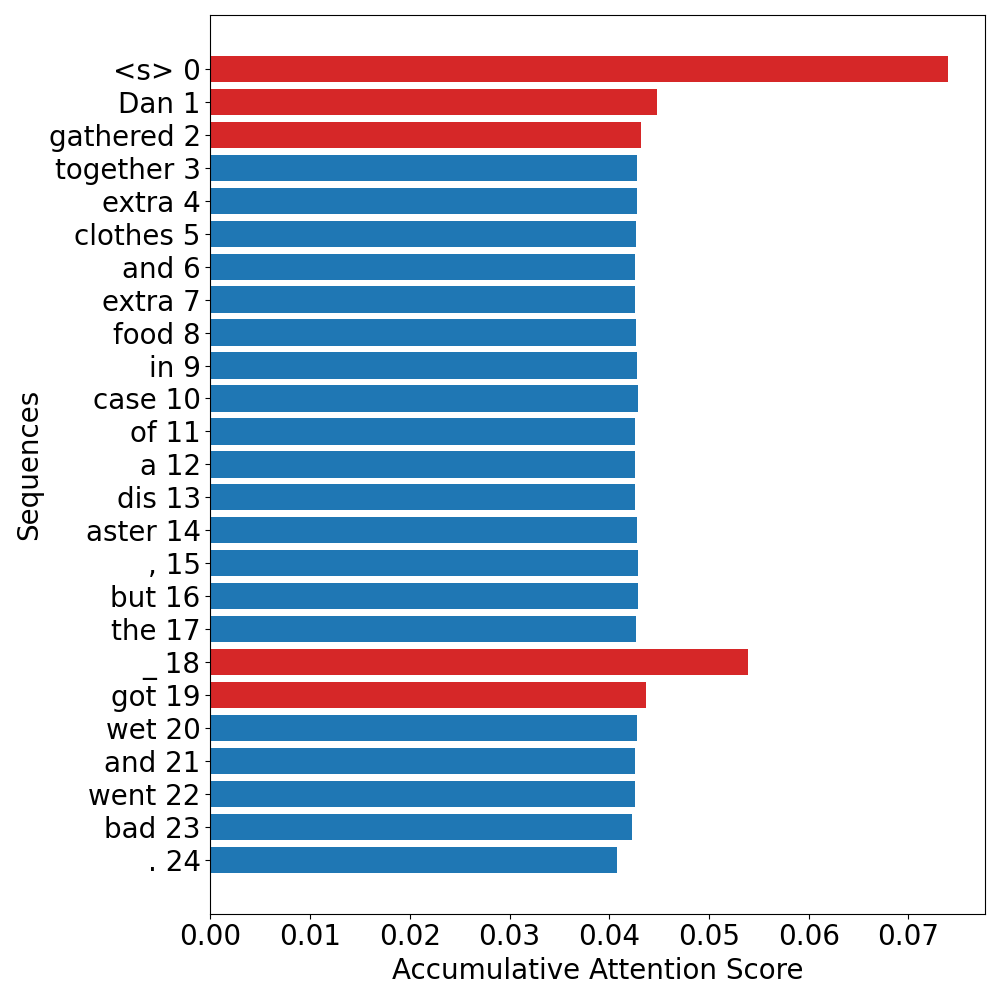 <s> 0
Dan 1
gathered 2
together 3
extra 4
clothes 5
and 6
extra 7
food 8
in 9
case 10
of 11
a 12
dis 13
aster 14
, 15
but 16
the 17
_ 18
got 19
wet 20
and 21
went 22
bad 23
. 24
Sequences
0.00 0.01 0.02 0.03 0.04 0.05 0.06 0.07
Accumulative Attention Score